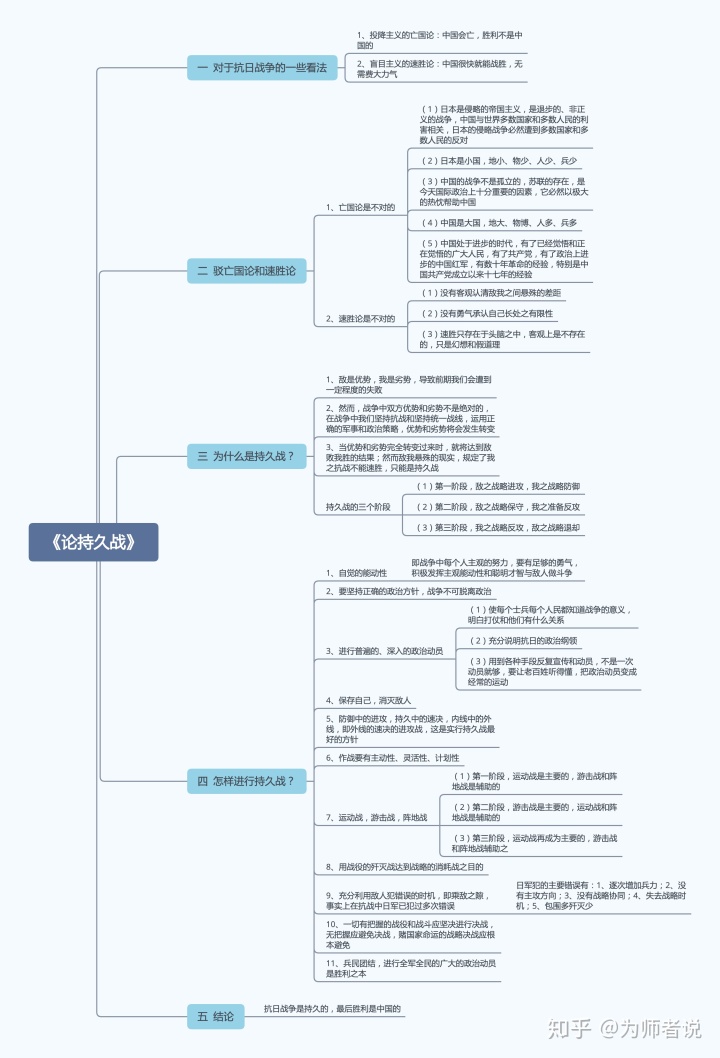 《论持久战》
一 对于抗日战争的一些看法
1、投降主义的亡国论：中国会亡，胜利不是中
国的
2、盲目主义的速胜论：中国很快就能战胜，无
需费大力气
二 驳亡国论和速胜论
1、亡国论是不对的
（1）日本是侵略的帝国主义，是退步的、非正
义的战争，中国与世界多数国家和多数人民的利
害相关，日本的侵略战争必然遭到多数国家和多
数人民的反对
（2）日本是小国，地小、物少、人少、兵少
（3）中国的战争不是孤立的，苏联的存在，是
今天国际政治上十分重要的因素，它必然以极大
的热忱帮助中国
（4）中国是大国，地大、物博、人多、兵多
（5）中国处于进步的时代，有了已经觉悟和正
在觉悟的广大人民，有了共产党，有了政治上进
步的中国红军，有数十年革命的经验，特别是中
国共产党成立以来十七年的经验
2、速胜论是不对的
（1）没有客观认清敌我之间悬殊的差距
（2）没有勇气承认自己长处之有限性
（3）速胜只存在于头脑之中，客观上是不存在
的，只是幻想和假道理
三 为什么是持久战？
1、敌是优势，我是劣势，导致前期我们会遭到
一定程度的失败
2、然而，战争中双方优势和劣势不是绝对的，
在战争中我们坚持抗战和坚持统一战线，运用正
确的军事和政治策略，优势和劣势将会发生转变
3、当优势和劣势完全转变过来时，就将达到敌
败我胜的结果；然而敌我悬殊的现实，规定了我
之抗战不能速胜，只能是持久战
持久战的三个阶段
（1）第一阶段，敌之战略进攻，我之战略防御
（2）第二阶段，敌之战略保守，我之准备反攻
（3）第三阶段，我之战略反攻，敌之战略退却
四 怎样进行持久战？
1、自觉的能动性
即战争中每个人主观的努力，要有足够的勇气，
积极发挥主观能动性和聪明才智与敌人做斗争
2、要坚持正确的政治方针，战争不可脱离政治
3、进行普遍的、深入的政治动员
（1）使每个士兵每个人民都知道战争的意义，
明白打仗和他们有什么关系
（2）充分说明抗日的政治纲领
（3）用到各种手段反复宣传和动员，不是一次
动员就够，要让老百姓听得懂，把政治动员变成
经常的运动
4、保存自己，消灭敌人
5、防御中的进攻，持久中的速决，内线中的外
线，即外线的速决的进攻战，这是实行持久战最
好的方针
6、作战要有主动性、灵活性、计划性
7、运动战，游击战，阵地战
（1）第一阶段，运动战是主要的，游击战和阵
地战是辅助的
（2）第二阶段，游击战是主要的，运动战和阵
地战是辅助的
（3）第三阶段，运动战再成为主要的，游击战
和阵地战辅助之
8、用战役的歼灭战达到战略的消耗战之目的
9、充分利用敌人犯错误的时机，即乘敌之隙，
事实上在抗战中日军已犯过多次错误
日军犯的主要错误有：1、逐次增加兵力；2、没
有主攻方向；3、没有战略协同；4、失去战略时
机；5、包围多歼灭少
10、一切有把握的战役和战斗应坚决进行决战，
无把握应避免决战，赌国家命运的战略决战应根
本避免
11、兵民团结，进行全军全民的广大的政治动员
是胜利之本
五 结论
抗日战争是持久的，最后胜利是中国的
知乎 @为师者说